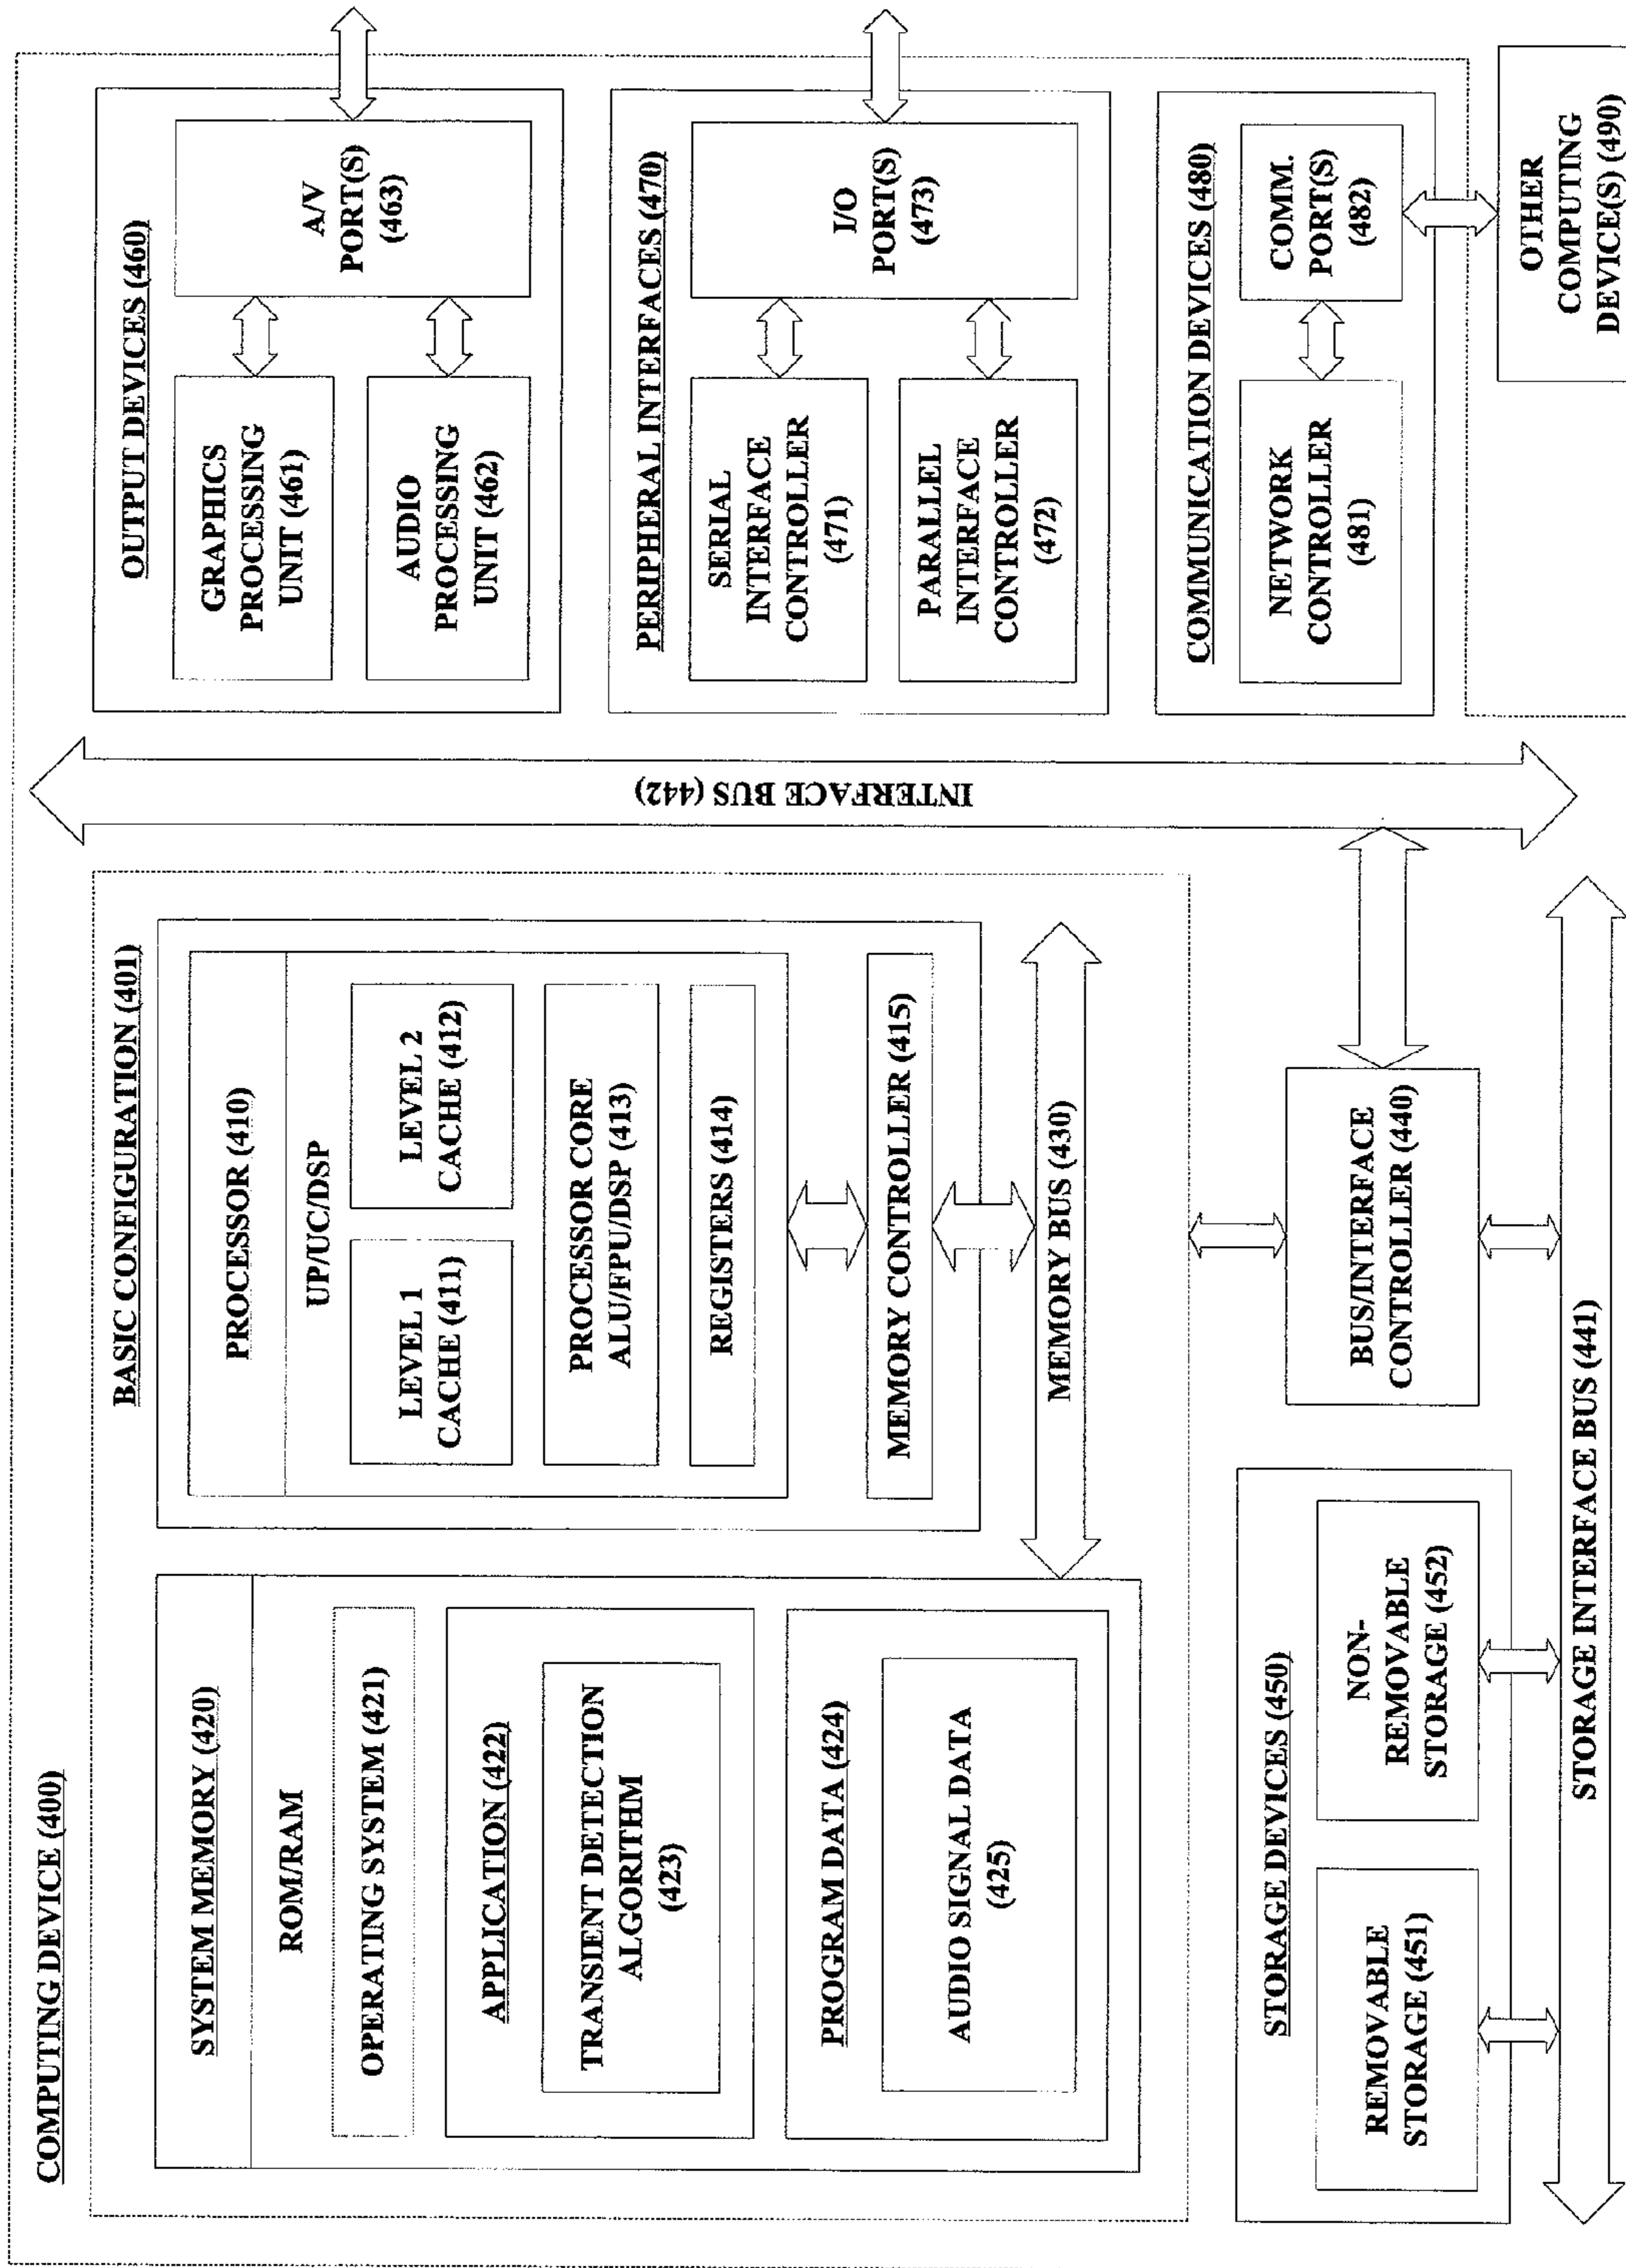 COMPUTING DEVICE (400)
BASIC CONFIGURATION (401)
SYSTEM MEMORY (420)
ROM/RAM
OPERATING SYSTEM (421)
APPLICATION (422)
TRANSIENT DETECTION
ALGORITHM
(423)
PROGRAM DATA (424)
AUDIO SIGNAL DATA
(425)
PROCESSOR (410)
UP/UC/DSP
LEVEL 1
CACHE (411)
LEVEL 2
CACHE (412)
PROCESSOR CORE
ALU/FPU/DSP (413)
REGISTERS (414)
MEMORY CONTROLLER (415)
MEMORY BUS (430)
BUS/INTERFACE
CONTROLLER (440)
STORAGE DEVICES (450)
REMOVABLE
STORAGE (451)
NON-
REMOVABLE
STORAGE (452)
STORAGE INTERFACE BUS (441)
INTERFACE BUS (442)
OUTPUT DEVICES (460)
GRAPHICS
PROCESSING
UNIT (461)
AUDIO
PROCESSING
UNIT (462)
A/V
PORT(S)
(463)
PERIPHERAL INTERFACES (470)
SERIAL
INTERFACE
CONTROLLER
(471)
PARALLEL
INTERFACE
CONTROLLER
(472)
I/O
PORT(S)
(473)
COMMUNICATION DEVICES (480)
NETWORK
CONTROLLER
(481)
COMM.
PORT(S)
(482)
OTHER
COMPUTING
DEVICE(S) (490)